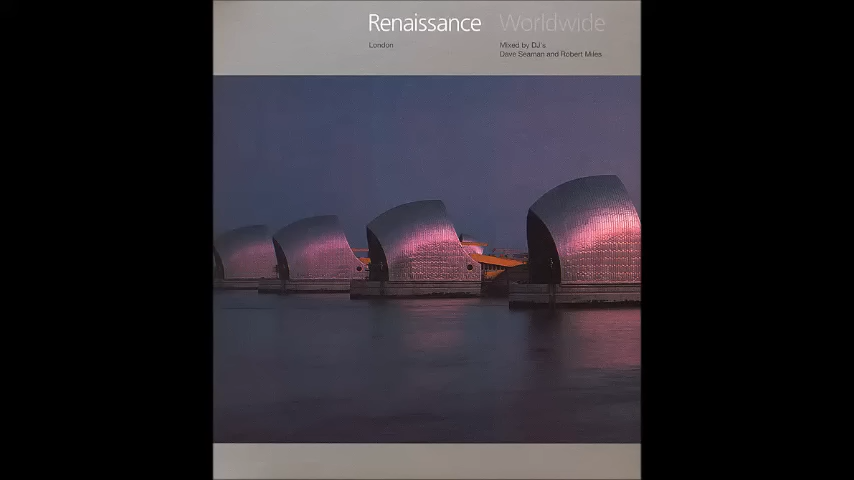 Renaissance Worldwide
London
Mixed by DJ's
Dave Seaman and Robert Miles.